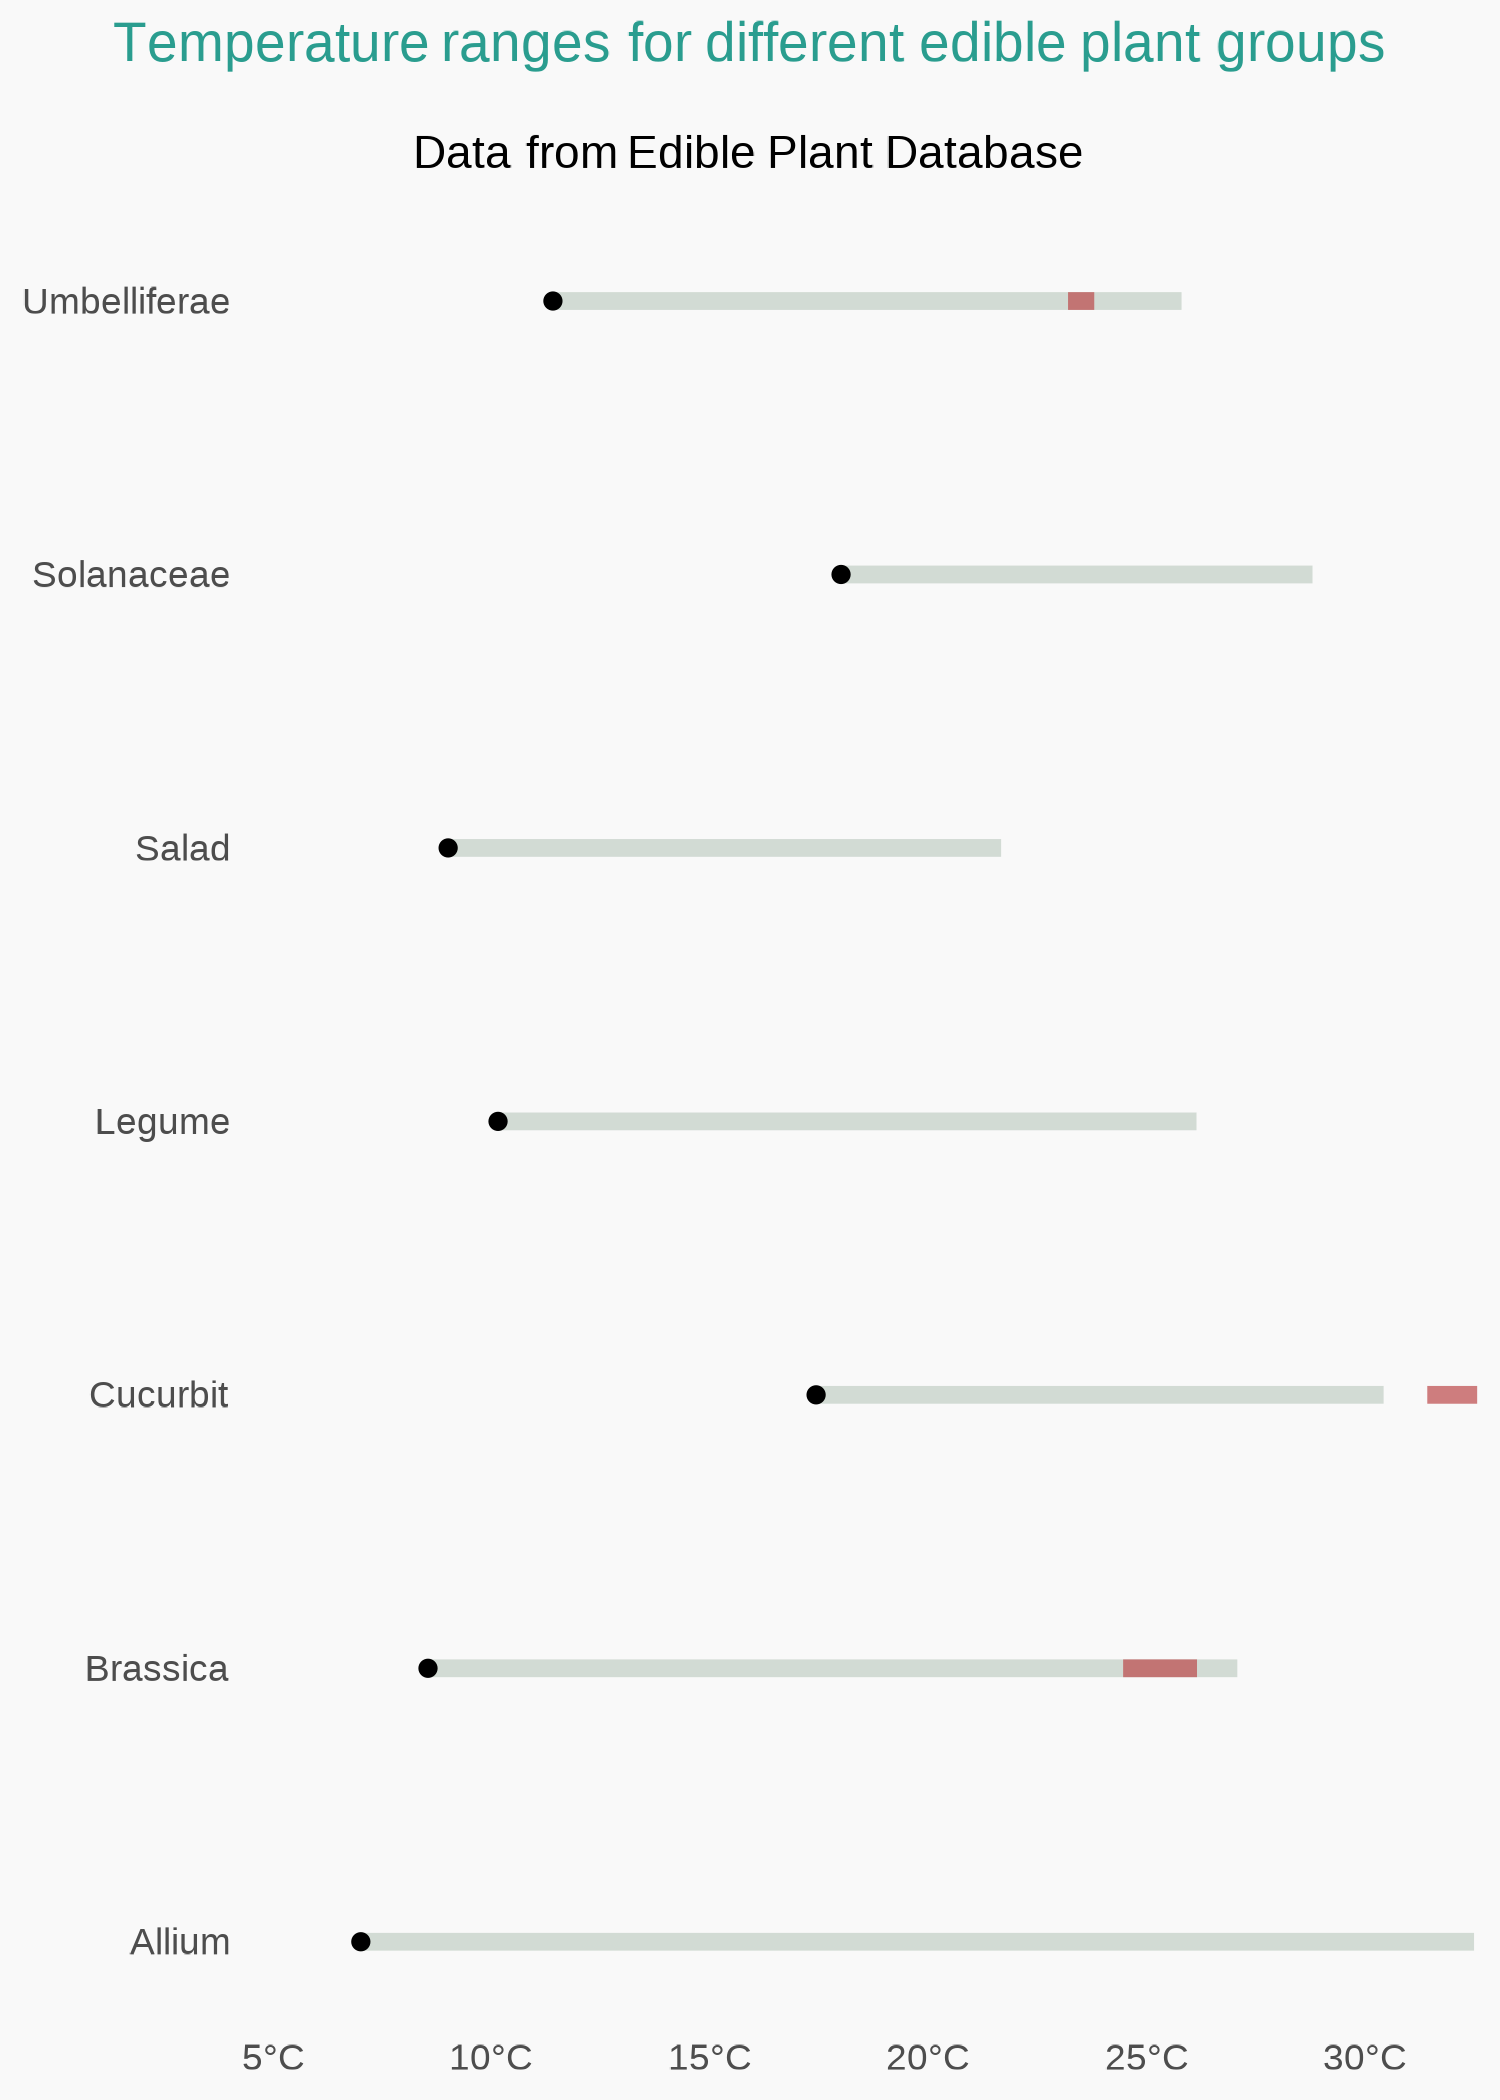 Temperature ranges for different edible plant groups
Data from Edible Plant Database
Umbelliferae
Solanaceae
Salad
Legume
Cucurbit
Brassica
Allium
5°C 10°C 15°C 20°C 25°C 30°C